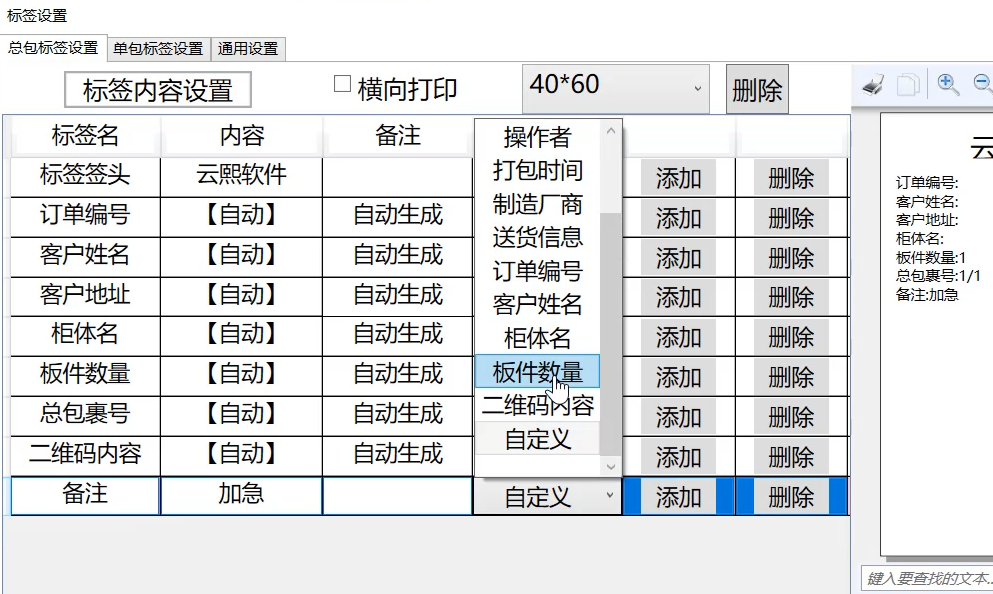 标签设置
总包标签设置 单包标签设置 通用设置
标签内容设置 横向打印 40*60 删除
标签名 内容 备注
标签签头 云熙软件 添加 删除
订单编号 【自动】 自动生成 添加 删除
客户姓名 【自动】 自动生成 添加 删除
客户地址 【自动】 自动生成 添加 删除
柜体名 【自动】 自动生成 添加 删除
板件数量 【自动】 自动生成 添加 删除
总包裹号 【自动】 自动生成 添加 删除
二维码内容 【自动】 自动生成 添加 删除
备注 加急 自定义 添加 删除
操作者
打包时间
制造厂商
送货信息
订单编号
客户姓名
柜体名
板件数量
二维码内容
自定义
云
订单编号:
客户姓名:
客户地址:
柜体名:
板件数量:1
总包裹号:1/1
备注:加急
键入要查找的文本...